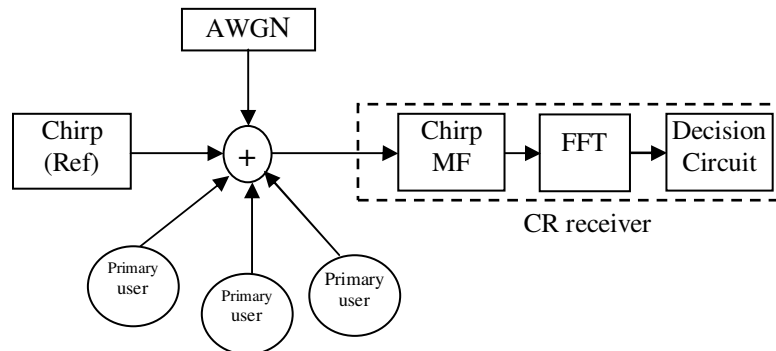 AWGN
Chirp
(Ref)
+
Chirp
MF
FFT
Decision
Circuit
CR receiver
Primary
user
Primary
user
Primary
user